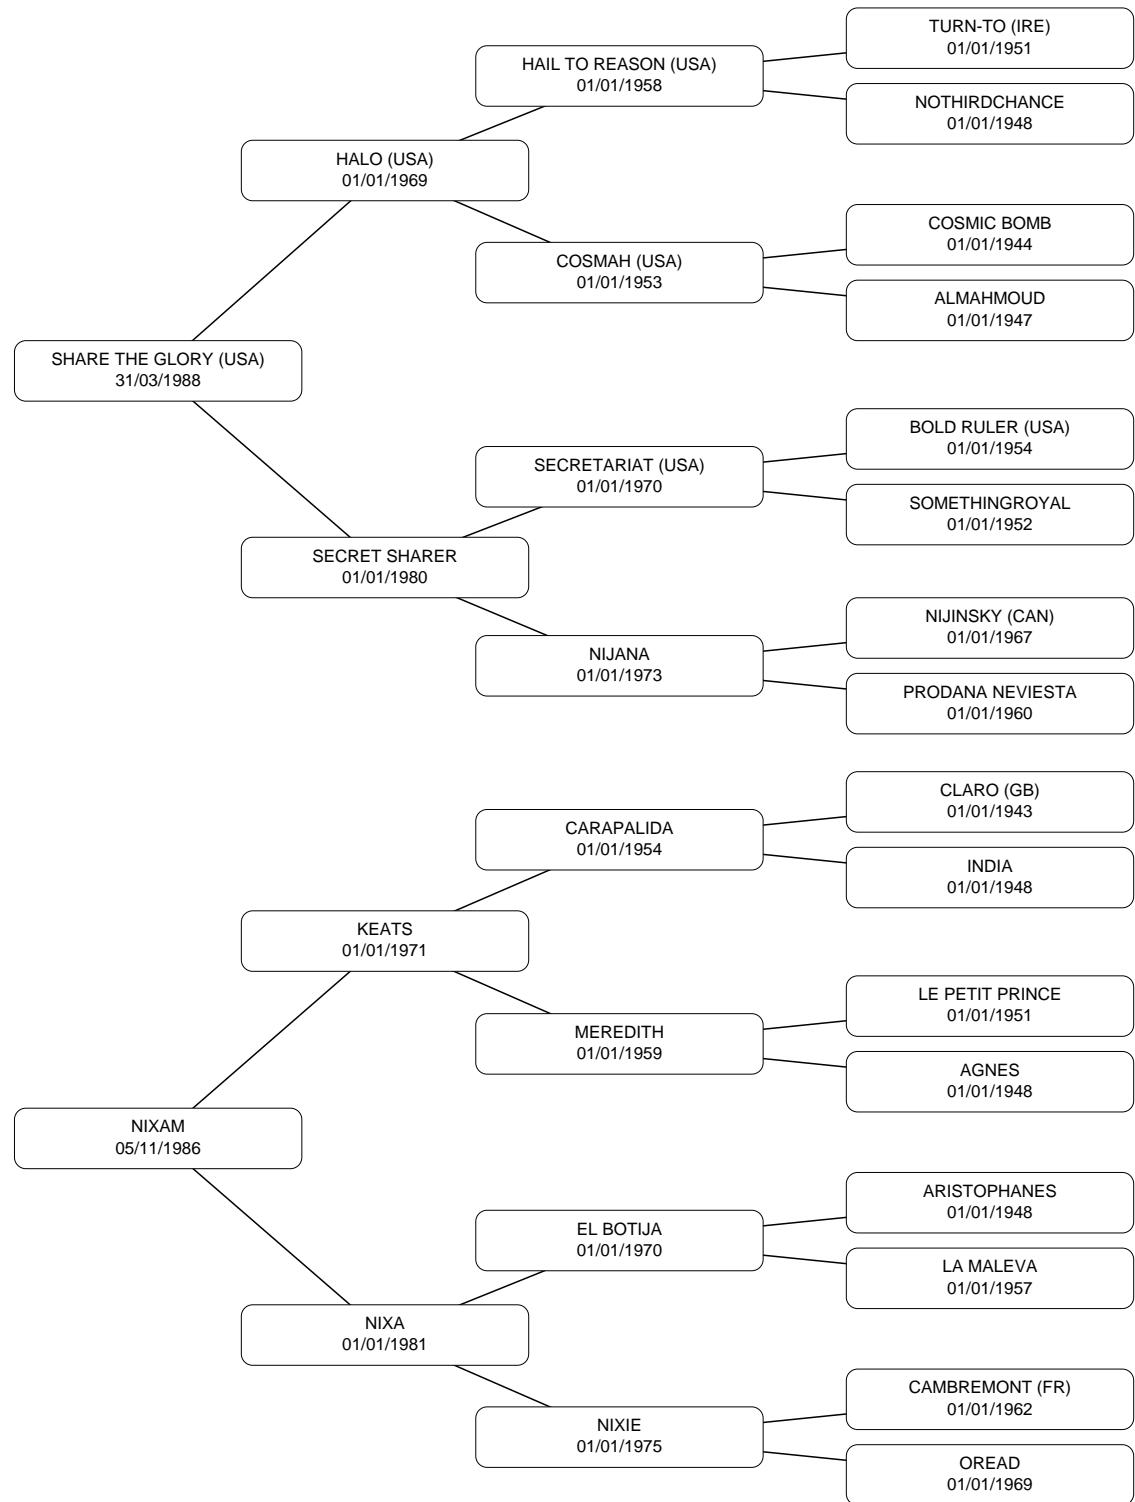 TURN-TO (IRE)
01/01/1951
HAIL TO REASON (USA)
01/01/1958
NOTHIRDCHANCE
01/01/1948
HALO (USA)
01/01/1969
COSMIC BOMB
01/01/1944
COSMAH (USA)
01/01/1953
ALMAHMOUD
01/01/1947
SHARE THE GLORY (USA)
31/03/1988
BOLD RULER (USA)
01/01/1954
SECRETARIAT (USA)
01/01/1970
SOMETHINGROYAL
01/01/1952
SECRET SHARER
01/01/1980
NIJINSKY (CAN)
01/01/1967
NIJANA
01/01/1973
PRODANA NEVIESTA
01/01/1960
CLARO (GB)
01/01/1943
CARAPALIDA
01/01/1954
INDIA
01/01/1948
KEATS
01/01/1971
LE PETIT PRINCE
01/01/1951
MEREDITH
01/01/1959
AGNES
01/01/1948
NIXAM
05/11/1986
ARISTOPHANES
01/01/1948
EL BOTIJA
01/01/1970
LA MALEVA
01/01/1957
NIXA
01/01/1981
CAMBREMONT (FR)
01/01/1962
NIXIE
01/01/1975
OREAD
01/01/1969